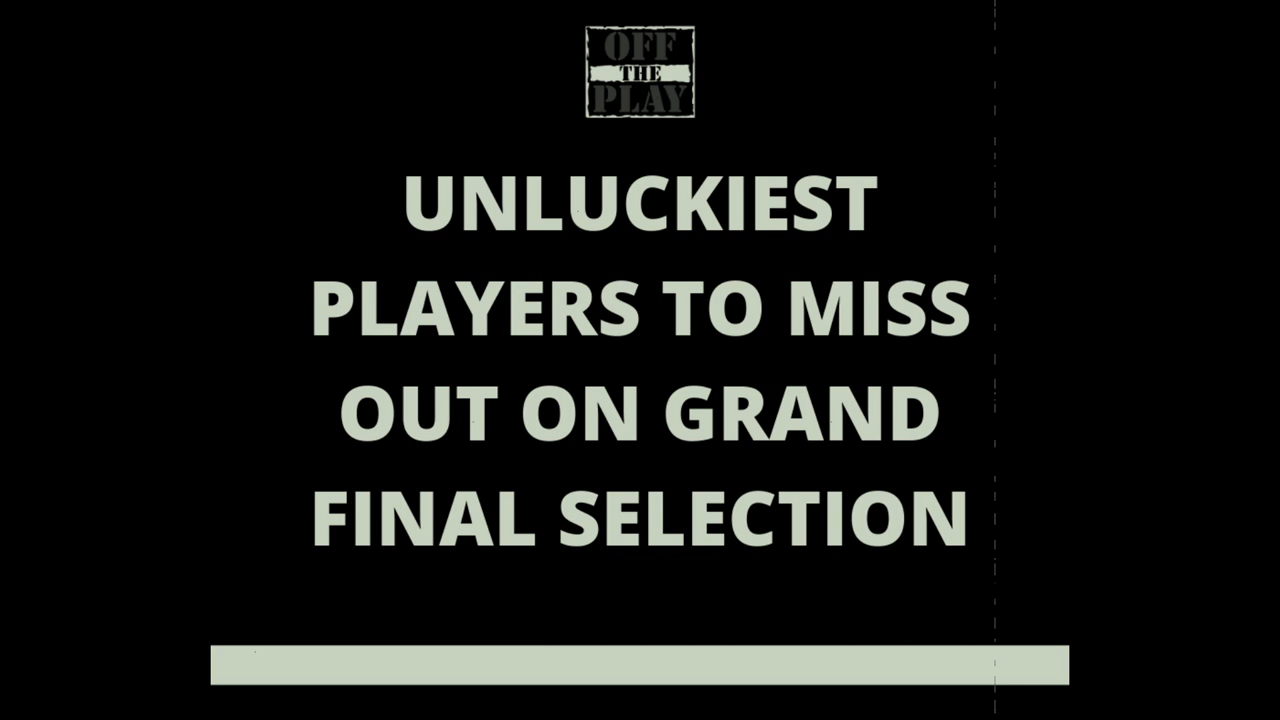 OFF
THE
PLAY
UNLUCKIEST
PLAYERS TO MISS
OUT ON GRAND
FINAL SELECTION